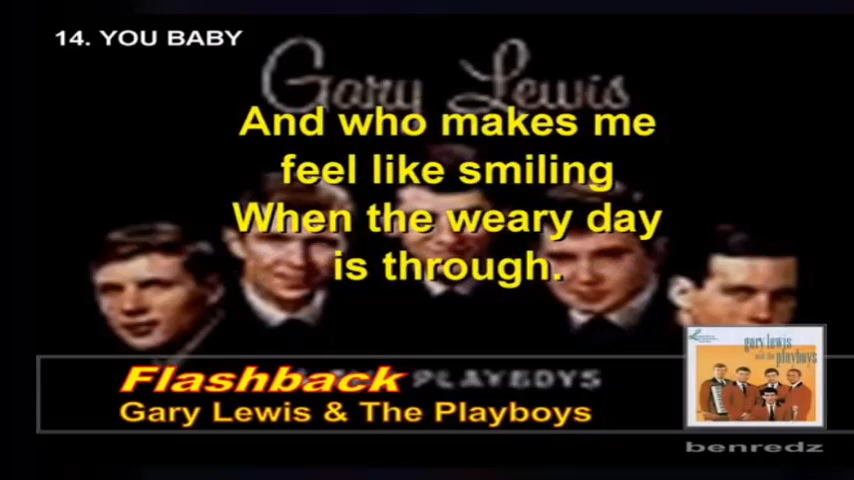 14. YOU BABY
Gary Lewis
And who makes me
feel like smiling
When the weary day
is through.
Flashback
PLAYBOYS
Gary Lewis & The Playboys
gary lewis
and the playboys
benredz